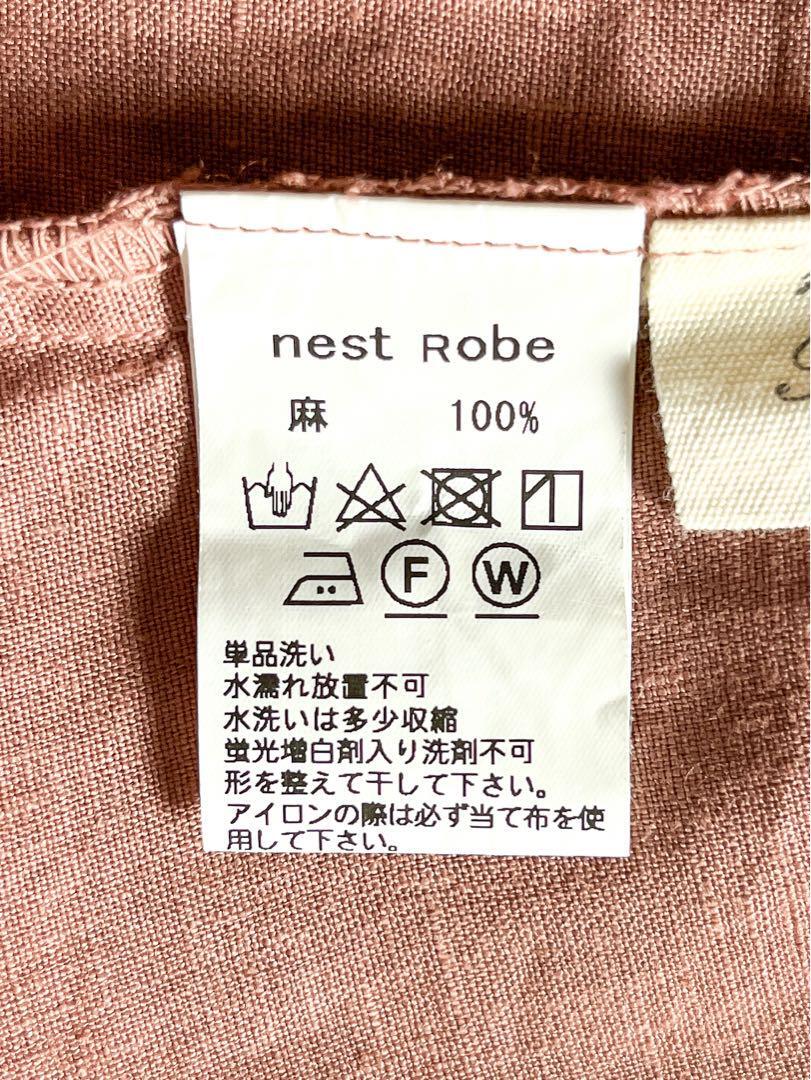 nest Robe
麻 100%
F W
単品洗い
水濡れ放置不可
水洗いは多少収縮
蛍光増白剤入り洗剤不可
形を整えて干して下さい。
アイロンの際は必ず当て布を使
用して下さい。